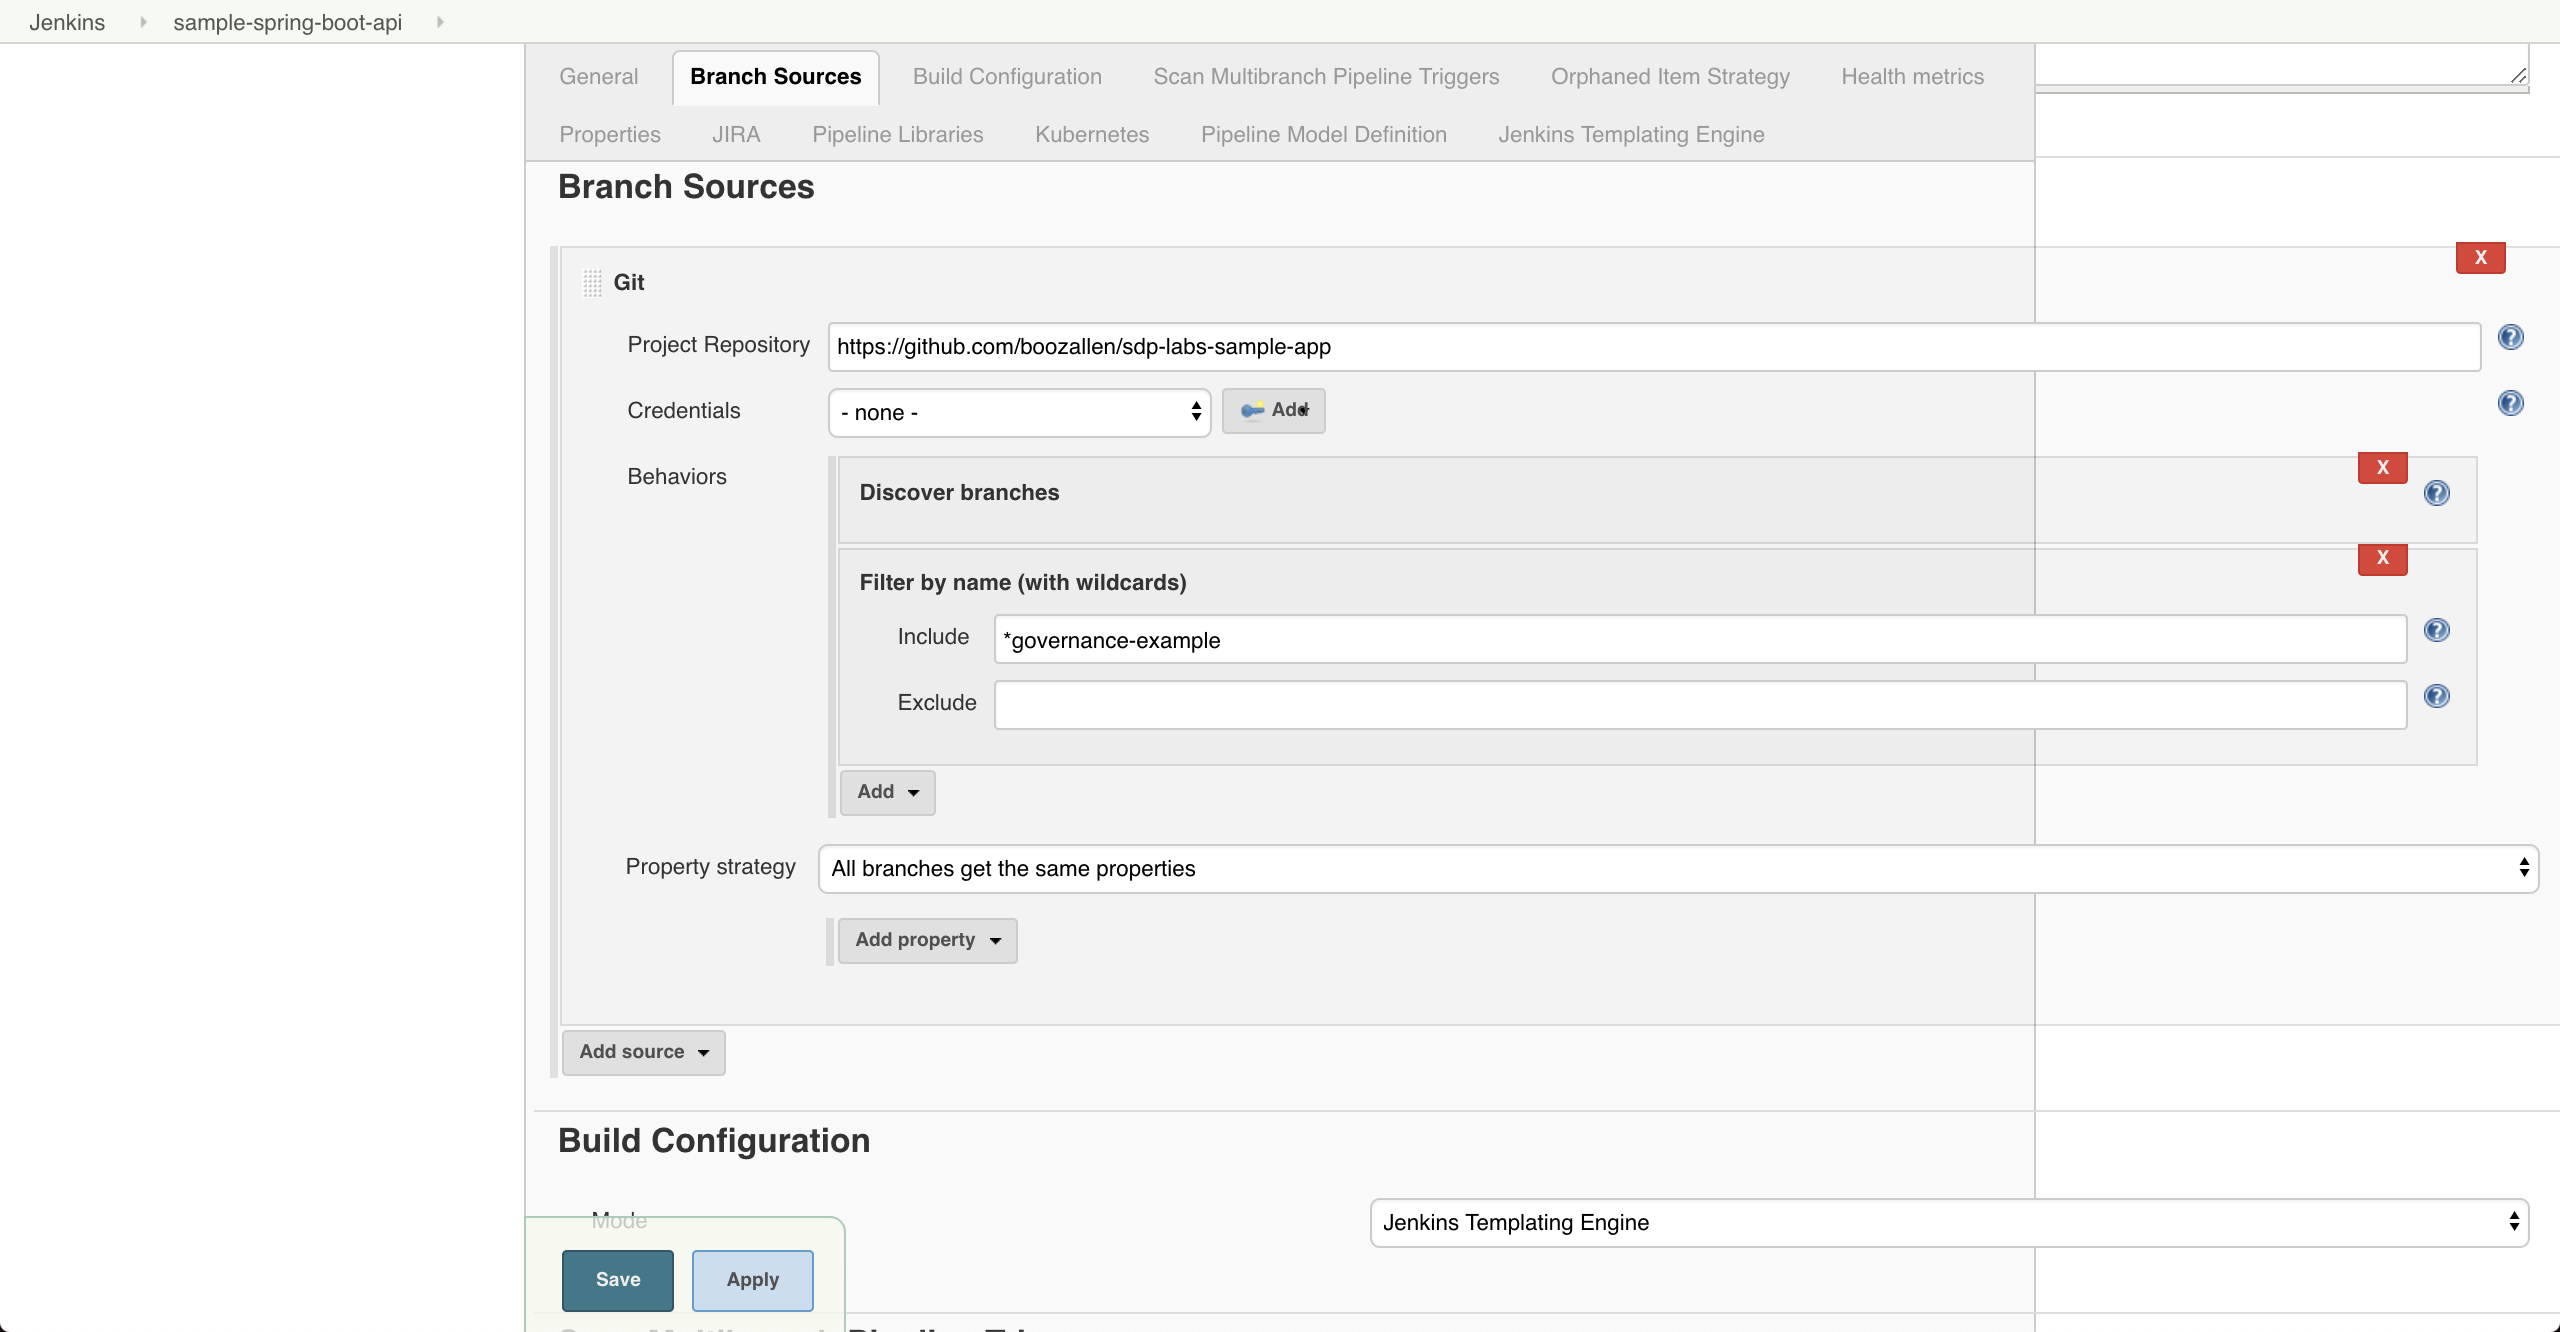 Jenkins sample-spring-boot-api
General Branch Sources Build Configuration Scan Multibranch Pipeline Triggers Orphaned Item Strategy Health metrics
Properties JIRA Pipeline Libraries Kubernetes Pipeline Model Definition Jenkins Templating Engine
Branch Sources
X
Git
Project Repository https://github.com/boozallen/sdp-labs-sample-app ?
Credentials - none - Add ?
Behaviors
X
Discover branches ?
X
Filter by name (with wildcards)
Include *governance-example ?
Exclude ?
Add
Property strategy All branches get the same properties
Add property
Add source
Build Configuration
Mode Jenkins Templating Engine
Save Apply